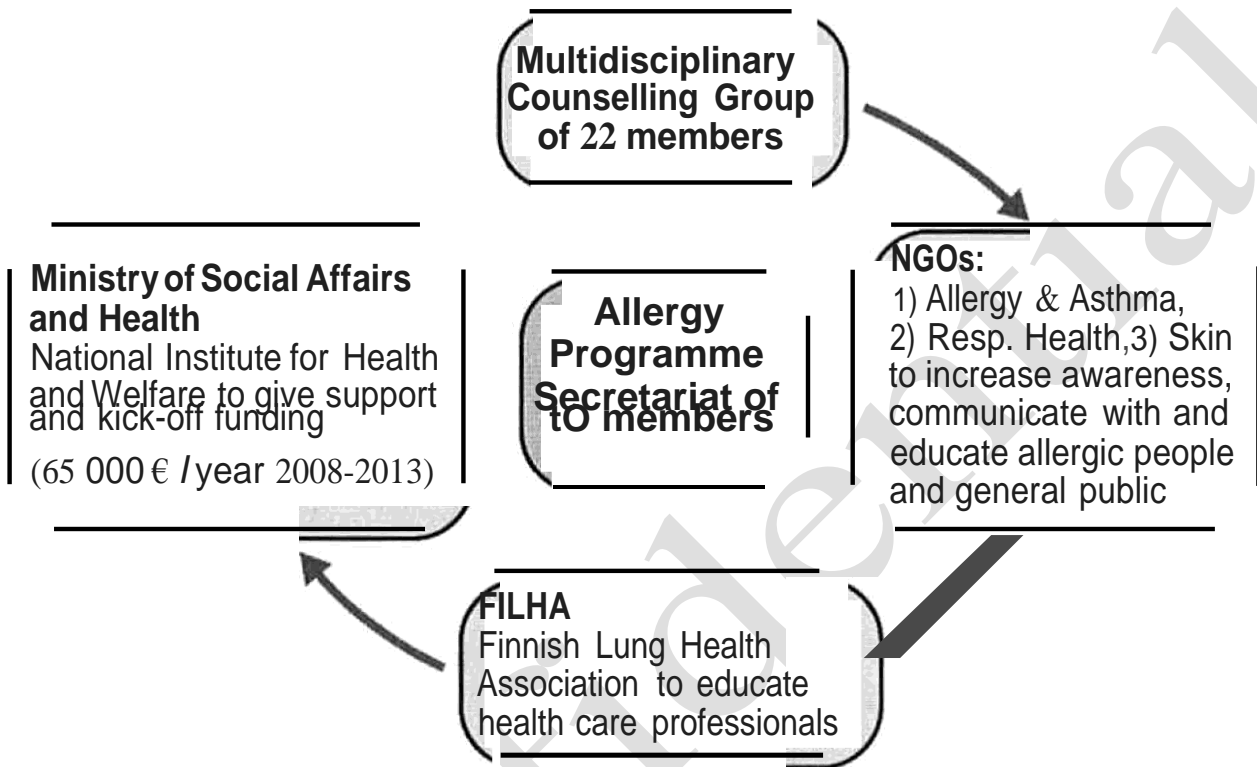 Multidisciplinary
Counselling Group
of 22 members
Ministry of Social Affairs
and Health
National Institute for Health
and Welfare to give support
and kick-off funding
(65 000 € / year 2008-2013)
Allergy
Programme
Secretariat of
tO members
NGOs:
1) Allergy & Asthma,
2) Resp. Health,3) Skin
to increase awareness,
communicate with and
educate allergic people
and general public
FILHA
Finnish Lung Health
Association to educate
health care professionals
fidential